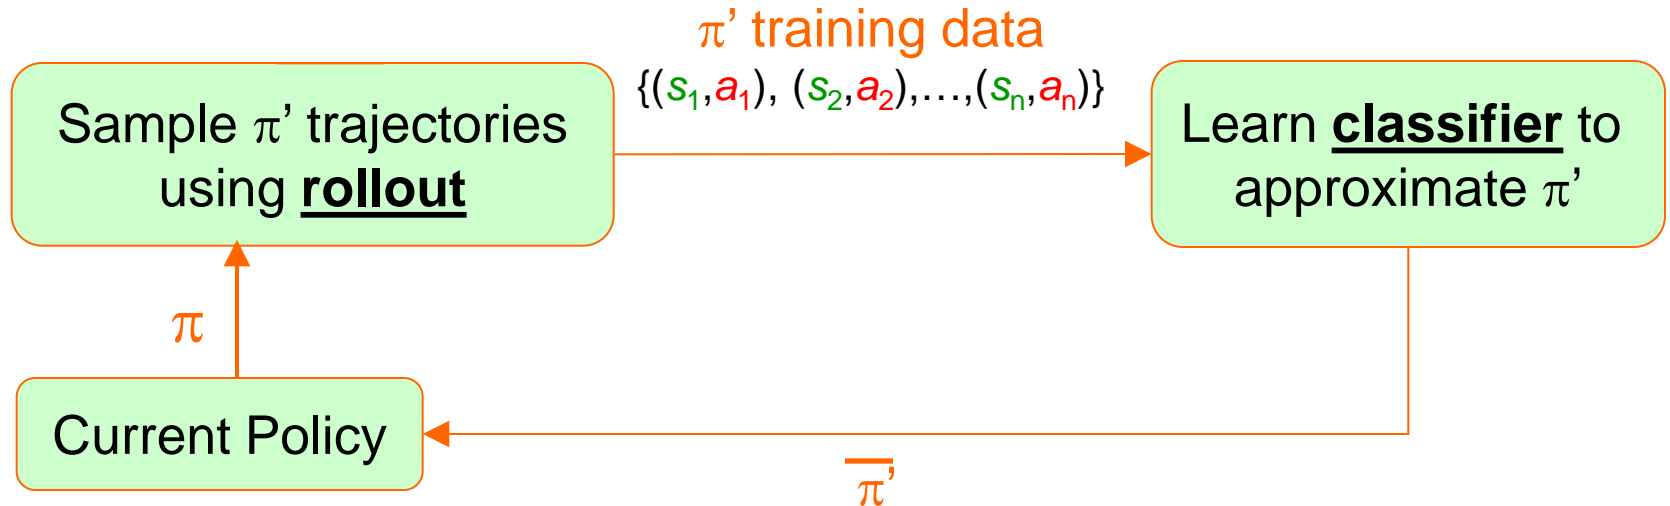 π’ training data
{(s₁,a₁), (s₂,a₂),…,(sₙ,aₙ)}
Sample π’ trajectories
using rollout
Learn classifier to
approximate π’
π
Current Policy
π̅’